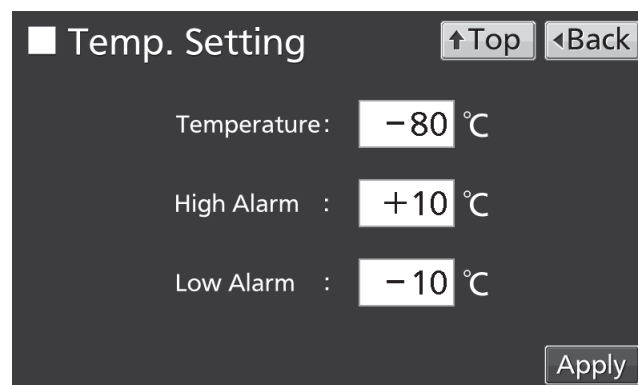 Temp. Setting
↑Top
◂Back
Temperature: −80 ℃
High Alarm : +10 ℃
Low Alarm : −10 ℃
Apply